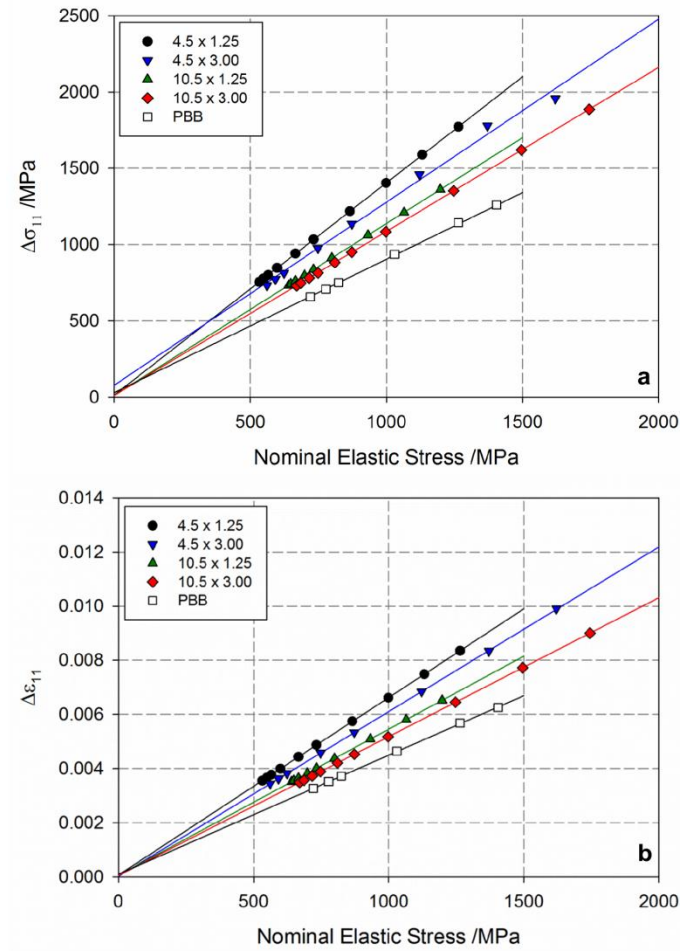 2500
2000
1500
1000
500
0
Δσ₁₁ /MPa
4.5 x 1.25
4.5 x 3.00
10.5 x 1.25
10.5 x 3.00
PBB
a
0 500 1000 1500 2000
Nominal Elastic Stress /MPa
0.014
0.012
0.010
0.008
0.006
0.004
0.002
0.000
Δε₁₁
4.5 x 1.25
4.5 x 3.00
10.5 x 1.25
10.5 x 3.00
PBB
b
0 500 1000 1500 2000
Nominal Elastic Stress /MPa